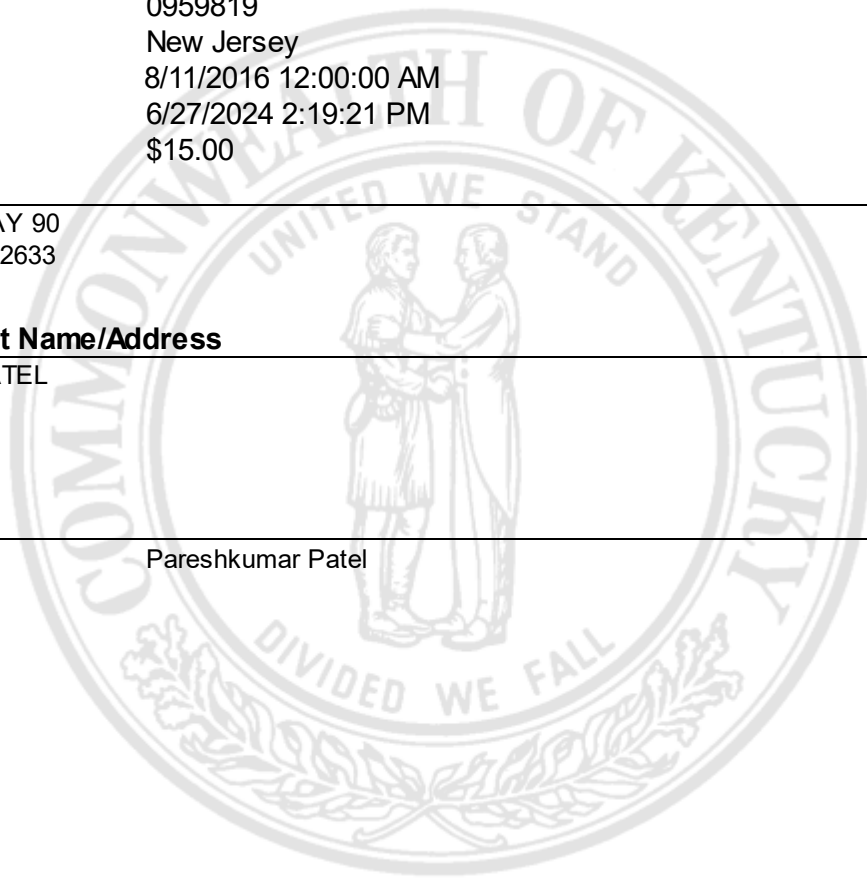 0959819
New Jersey
8/11/2016 12:00:00 AM
6/27/2024 2:19:21 PM
$15.00
AY 90
2633
t Name/Address
ATEL
Pareshkumar Patel
COMMONWEALTH OF KENTUCKY
UNITED WE STAND
DIVIDED WE FALL